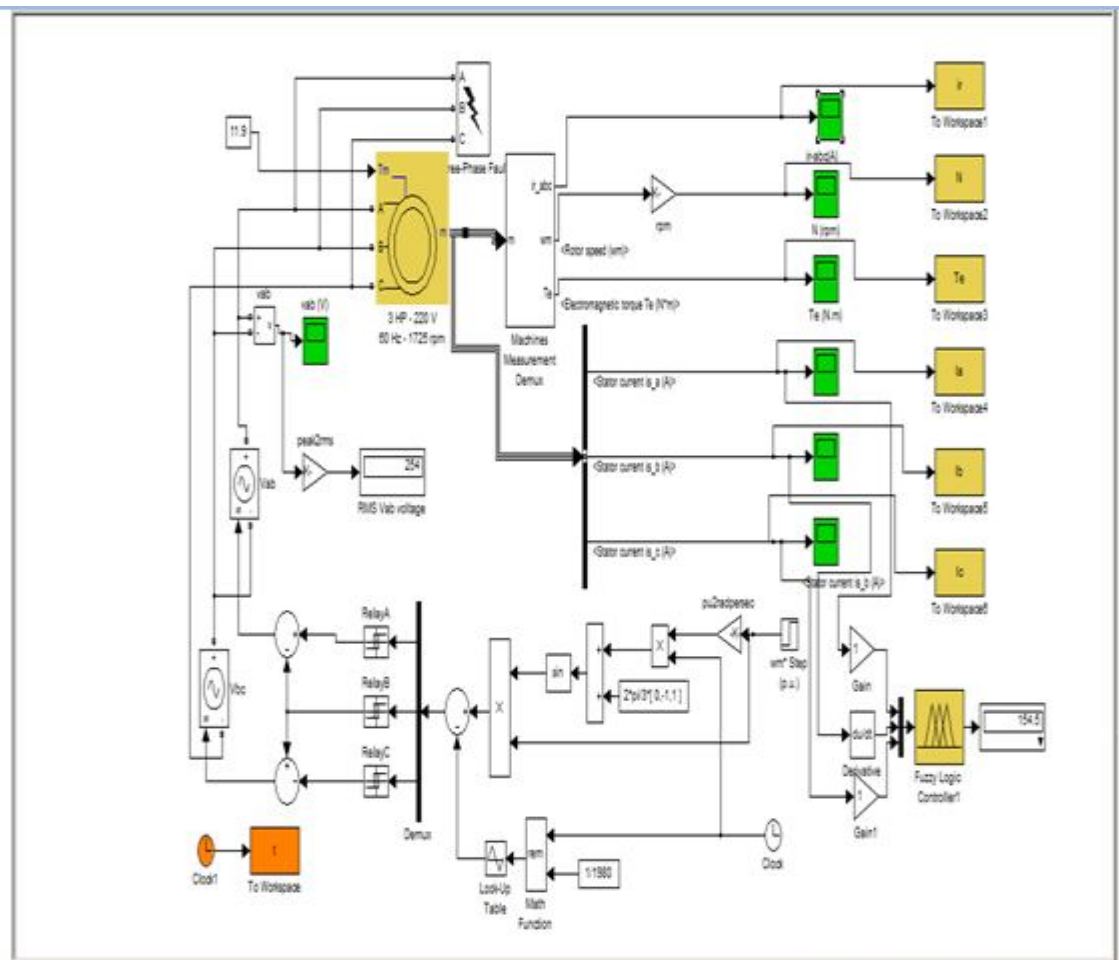 A
B
C
ir
To Workspace1
11.9
ir-abc(A)
Tm
ir_abc
N
To Workspace2
rpm
N (rpm)
A
B
C
m
m
wm
<Rotor speed (wm)>
Te
<Electromagnetic torque Te (N*m)>
Te (N.m)
Te
To Workspace3
3 HP - 220 V
60 Hz - 1725 rpm
Machines
Measurement
Demux
vab
vab (V)
+
-
v
<Stator current is_a (A)>
Ia
To Workspace4
peak2rms
K-
254
RMS Vab voltage
Vab
<Stator current is_b (A)>
Ib
To Workspace5
<Stator current is_c (A)>
<Stator current is_b (A)>
Ic
To Workspace6
RelayA
RelayB
RelayC
Demux
Vbc
pu2radpersec
wm* Step
(p.u.)
sin
X
X
2*pi/3*[ 0,-1,1 ]
1
Gain
du/dt
Derivative
1
Gain1
Fuzzy Logic
Controller1
154.5
Clock1
t
To Workspace
Look-Up
Table
rem
Math
Function
1/1980
Clock